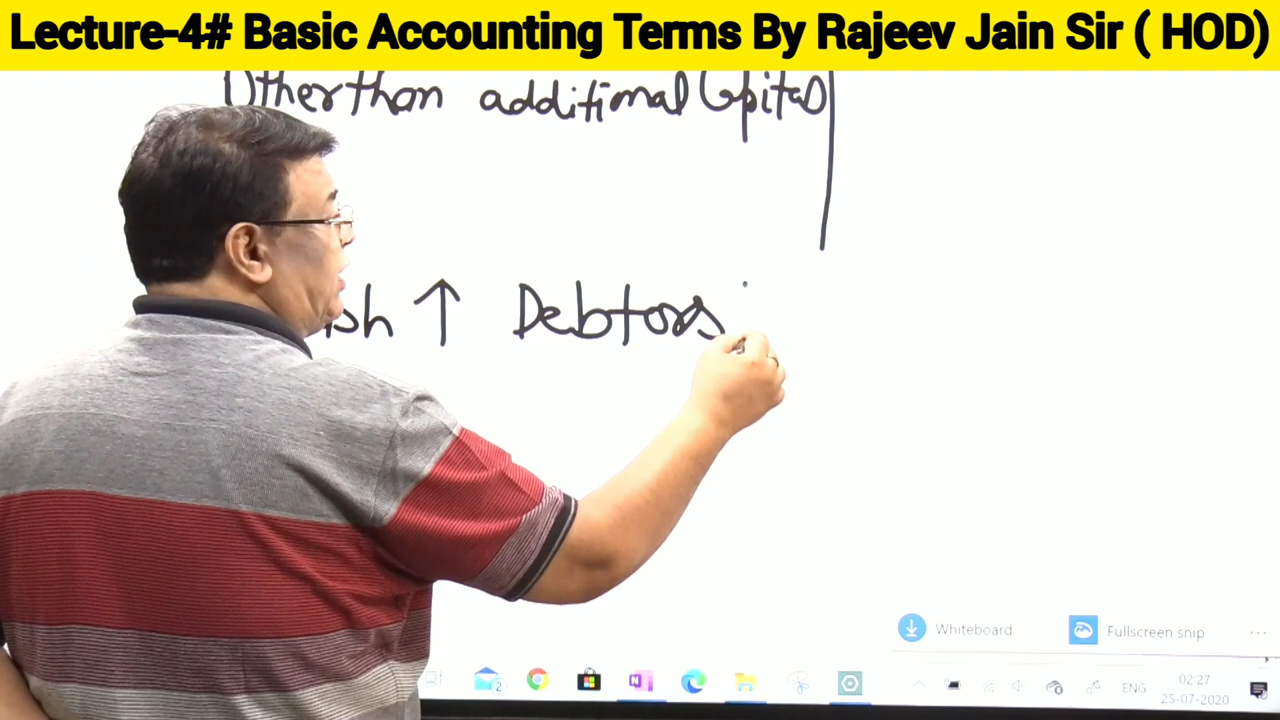 Lecture-4# Basic Accounting Terms By Rajeev Jain Sir ( HOD)
Other than additional Capital
↑ Debtors
Whiteboard
Fullscreen snip
2
ENG
02:27
25-07-2020